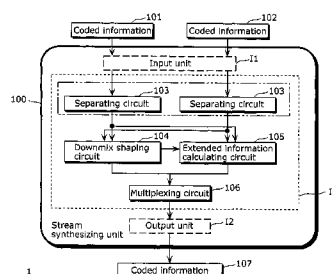 101 102
Coded information Coded information
Input unit I1
100
103 103
Separating circuit Separating circuit
104 105
Downmix shaping circuit
Extended information calculating circuit
106
Multiplexing circuit
I
Stream synthesizing unit
I2
Output unit
107
Coded information
1